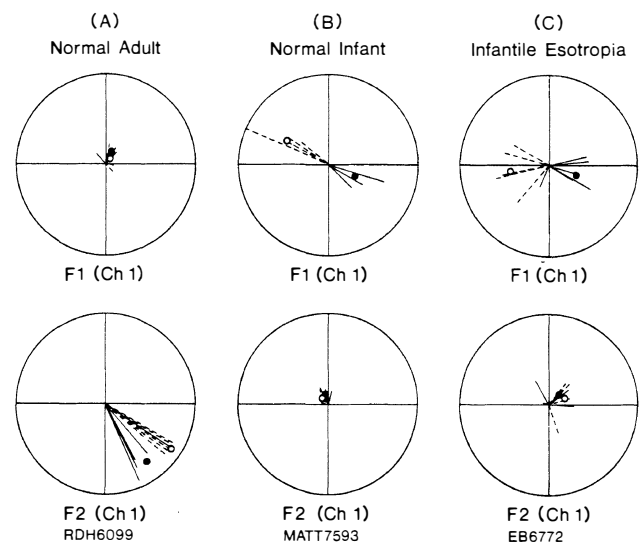 (A)
Normal Adult
(B)
Normal Infant
(C)
Infantile Esotropia
F1 (Ch 1)
F1 (Ch 1)
F1 (Ch 1)
F2 (Ch 1)
RDH6099
F2 (Ch 1)
MATT7593
F2 (Ch 1)
EB6772